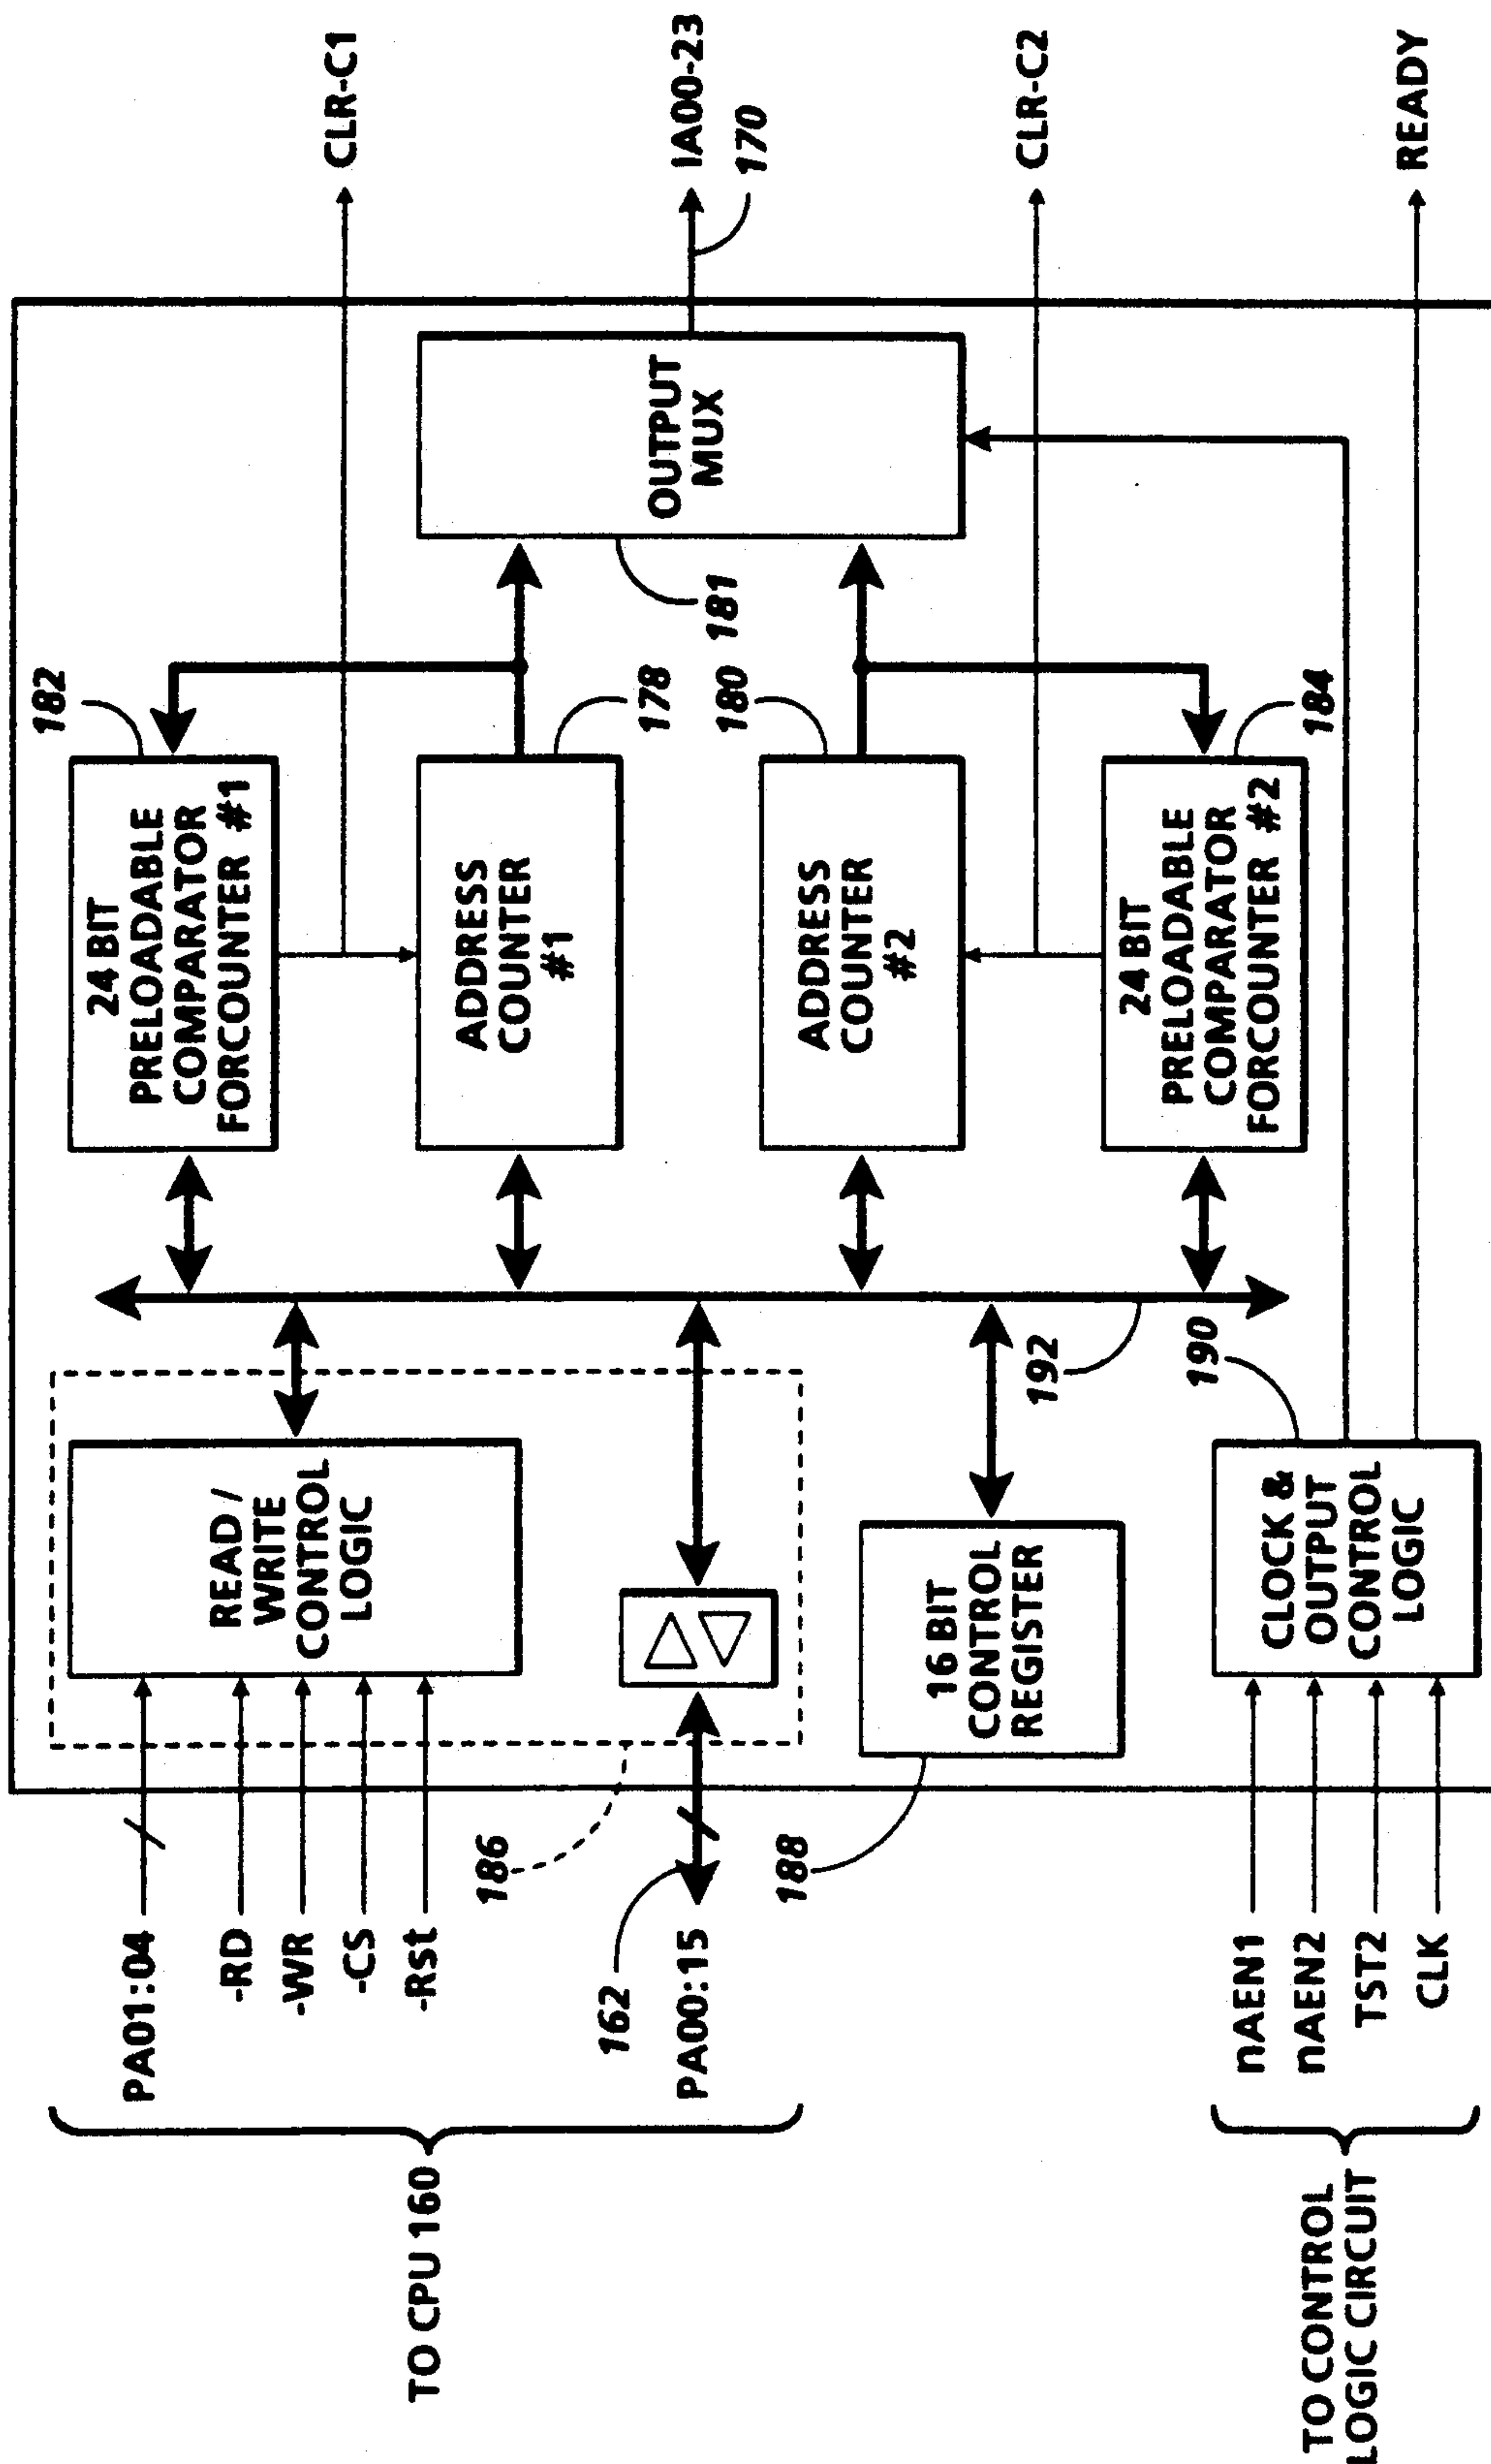 TO CPU 160
PA01:04
-RD
-WR
-CS
-Rst
162
PA00:15
186
READ /
WRITE
CONTROL
LOGIC
188
16 BIT
CONTROL
REGISTER
192
190
TO CONTROL
LOGIC CIRCUIT
nAEN1
nAEN2
TST2
CLK
CLOCK &
OUTPUT
CONTROL
LOGIC
182
24 BIT
PRELOADABLE
COMPARATOR
FORCOUNTER #1
ADDRESS
COUNTER
#1
178
180
ADDRESS
COUNTER
#2
24 BIT
PRELOADABLE
COMPARATOR
FORCOUNTER #2
184
181
OUTPUT
MUX
CLR-C1
IA00-23
170
CLR-C2
READY